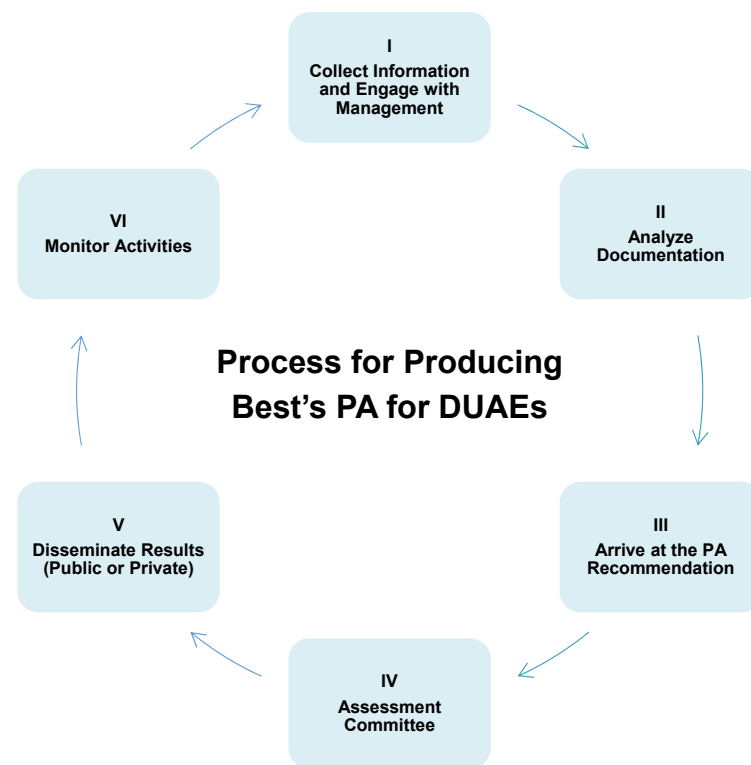 I
Collect Information
and Engage with
Management
II
Analyze
Documentation
III
Arrive at the PA
Recommendation
IV
Assessment
Committee
V
Disseminate Results
(Public or Private)
VI
Monitor Activities
Process for Producing
Best’s PA for DUAEs